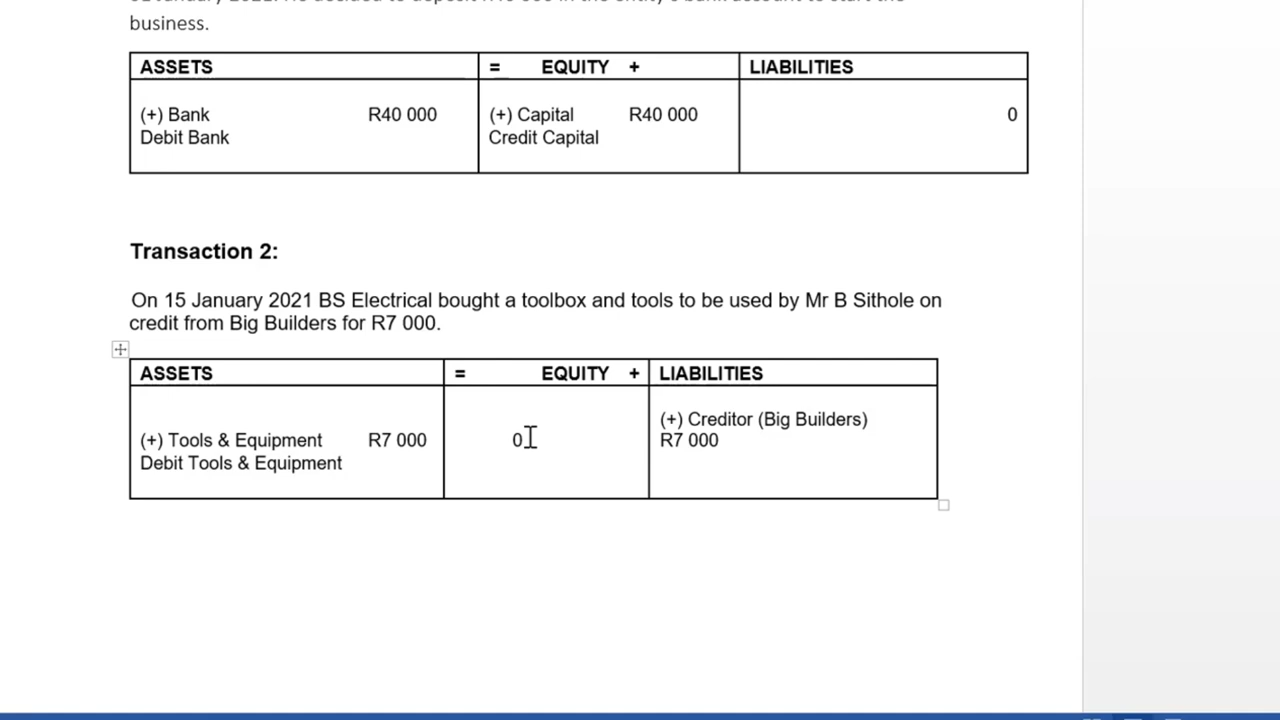 business.
ASSETS = EQUITY + LIABILITIES
(+) Bank R40 000 (+) Capital R40 000 0
Debit Bank Credit Capital
Transaction 2:
On 15 January 2021 BS Electrical bought a toolbox and tools to be used by Mr B Sithole on
credit from Big Builders for R7 000.
ASSETS = EQUITY + LIABILITIES
(+) Creditor (Big Builders)
(+) Tools & Equipment R7 000 0 R7 000
Debit Tools & Equipment